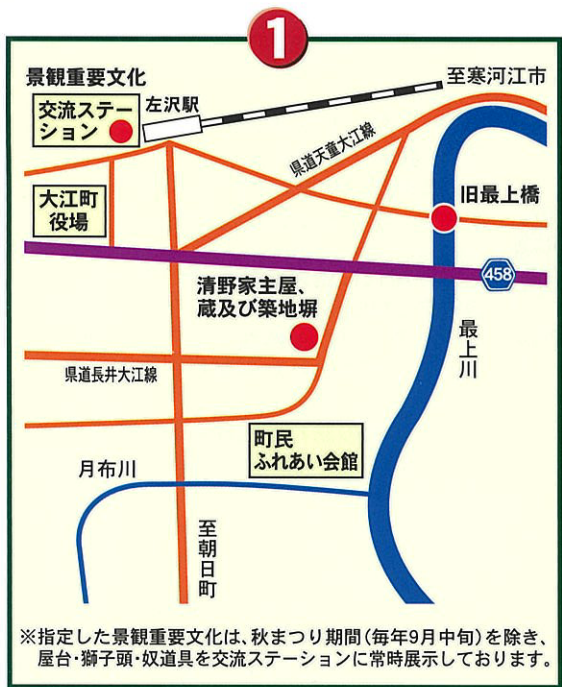 1
景観重要文化
交流ステー
ション
左沢駅
至寒河江市
県道天童大江線
大江町
役場
旧最上橋
458
清野家主屋、
蔵及び築地塀
最上川
県道長井大江線
町民
ふれあい会館
月布川
至朝日町
※指定した景観重要文化は、秋まつり期間(毎年9月中旬)を除き、
屋台・獅子頭・奴道具を交流ステーションに常時展示しております。